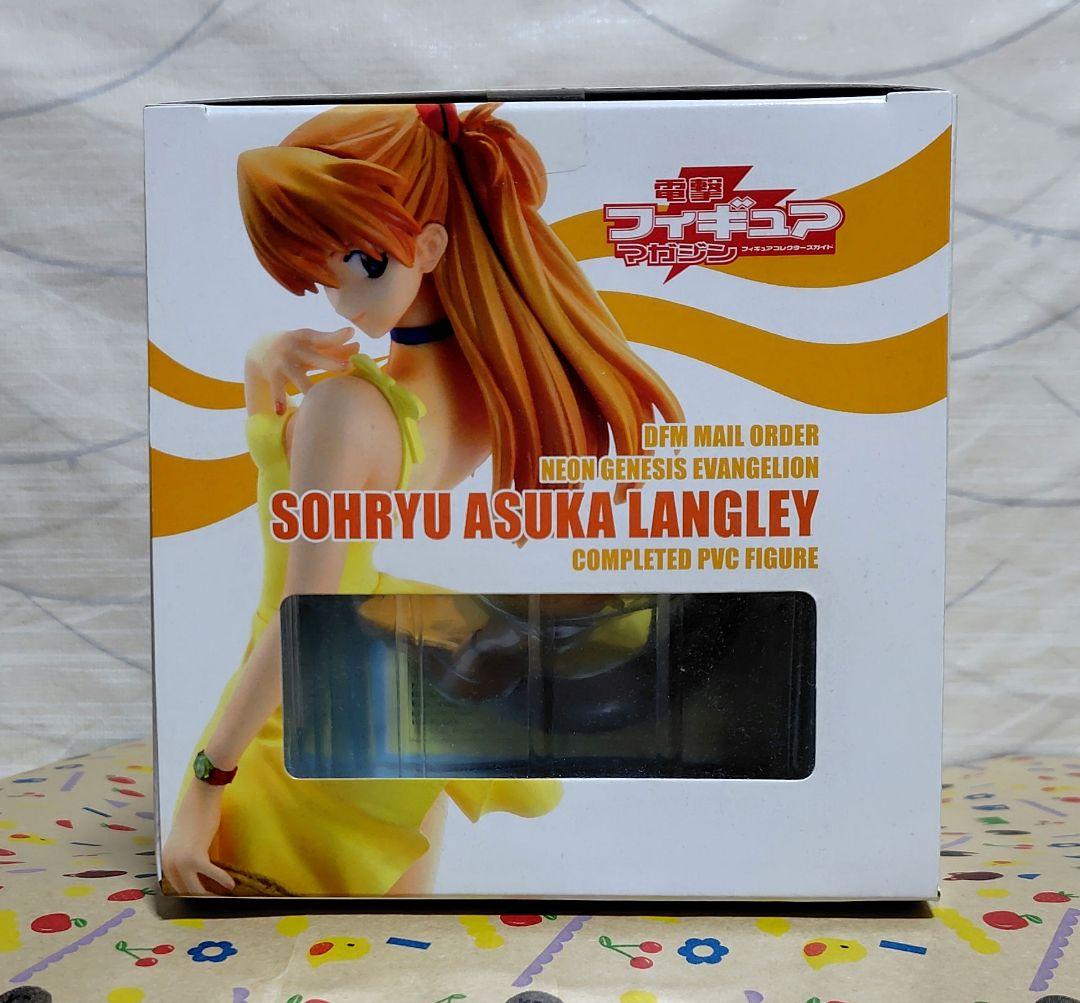 電撃
フィギュア
マガジン フィギュアコレクターズガイド
DFM MAIL ORDER
NEON GENESIS EVANGELION
SOHRYU ASUKA LANGLEY
COMPLETED PVC FIGURE